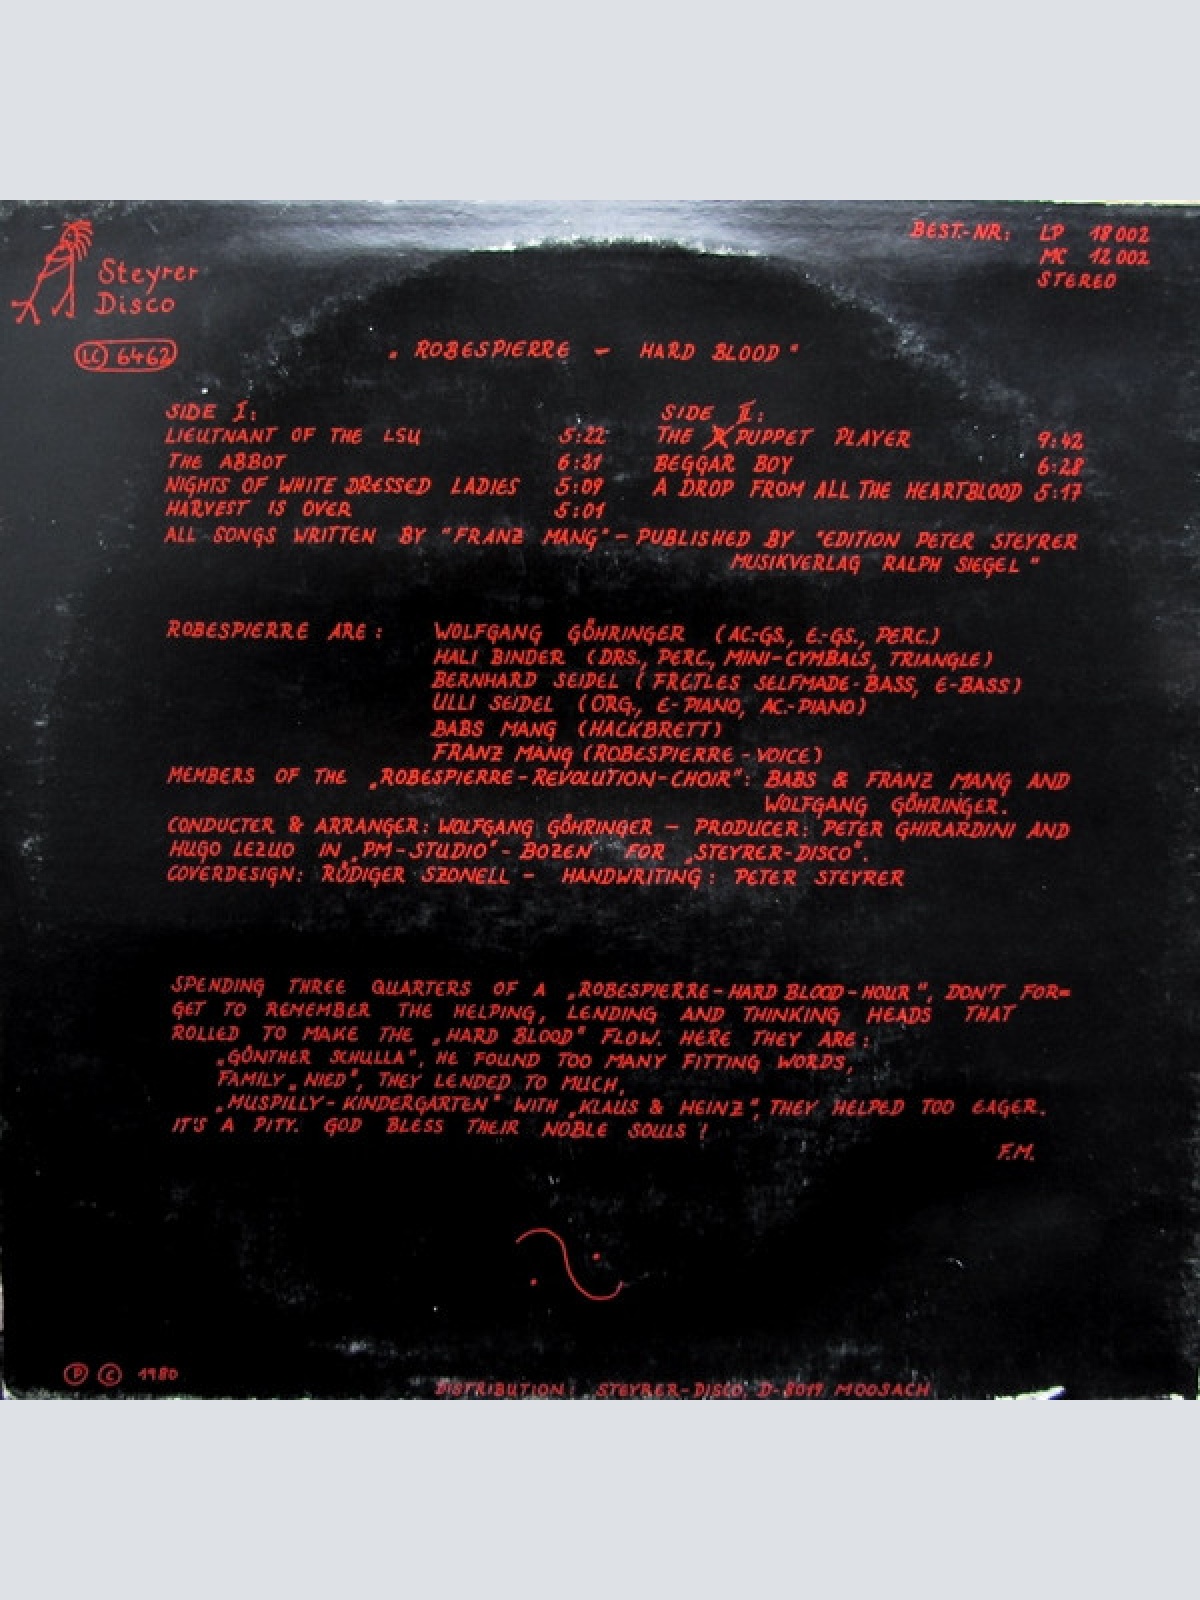 Steyrer
Disco
LC 6462
BEST.-NR: LP 18002
MC 12002
STEREO
„ROBESPIERRE – HARD BLOOD"
SIDE I:
LIEUTNANT OF THE LSU 5:22
THE ABBOT 6:21
NIGHTS OF WHITE DRESSED LADIES 5:09
HARVEST IS OVER 5:01
SIDE II:
THE PUPPET PLAYER 9:42
BEGGAR BOY 6:28
A DROP FROM ALL THE HEARTBLOOD 5:17
ALL SONGS WRITTEN BY "FRANZ MANG" – PUBLISHED BY "EDITION PETER STEYRER
MUSIKVERLAG RALPH SIEGEL"
ROBESPIERRE ARE: WOLFGANG GÖHRINGER (AC.-GS., E.-GS., PERC.)
HALI BINDER (DRS., PERC., MINI-CYMBALS, TRIANGLE)
BERNHARD SEIDEL (FRETLES SELFMADE-BASS, E-BASS)
ULLI SEIDEL (ORG., E-PIANO, AC.-PIANO)
BABS MANG (HACKBRETT)
FRANZ MANG (ROBESPIERRE-VOICE)
MEMBERS OF THE „ROBESPIERRE-REVOLUTION-CHOIR": BABS & FRANZ MANG AND
WOLFGANG GÖHRINGER.
CONDUCTER & ARRANGER: WOLFGANG GÖHRINGER – PRODUCER: PETER GHIRARDINI AND
HUGO LEZUO IN „PM-STUDIO"-BOZEN FOR „STEYRER-DISCO".
COVERDESIGN: RÜDIGER SZONELL – HANDWRITING: PETER STEYRER
SPENDING THREE QUARTERS OF A „ROBESPIERRE-HARD BLOOD-HOUR", DON'T FOR=
GET TO REMEMBER THE HELPING, LENDING AND THINKING HEADS THAT
ROLLED TO MAKE THE „HARD BLOOD" FLOW. HERE THEY ARE:
„GÜNTHER SCHULLA", HE FOUND TOO MANY FITTING WORDS,
FAMILY „NIED", THEY LENDED TO MUCH,
„MUSPILLY-KINDERGARTEN" WITH „KLAUS & HEINZ", THEY HELPED TOO EAGER.
IT'S A PITY. GOD BLESS THEIR NOBLE SOULS!
F.M.
Ⓟ Ⓒ 1980
DISTRIBUTION: STEYRER-DISCO, D-8019 MOOSACH